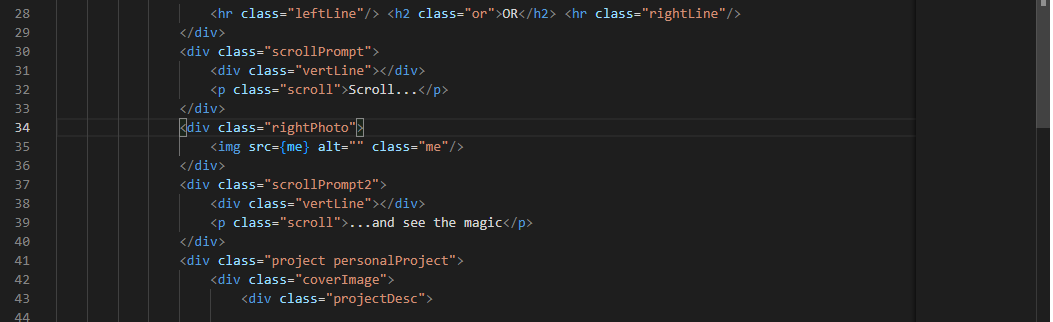 28 <hr class="leftLine"/> <h2 class="or">OR</h2> <hr class="rightLine"/>
29 </div>
30 <div class="scrollPrompt">
31 <div class="vertLine"></div>
32 <p class="scroll">Scroll...</p>
33 </div>
34 <div class="rightPhoto">
35 <img src={me} alt="" class="me"/>
36 </div>
37 <div class="scrollPrompt2">
38 <div class="vertLine"></div>
39 <p class="scroll">...and see the magic</p>
40 </div>
41 <div class="project personalProject">
42 <div class="coverImage">
43 <div class="projectDesc">
44